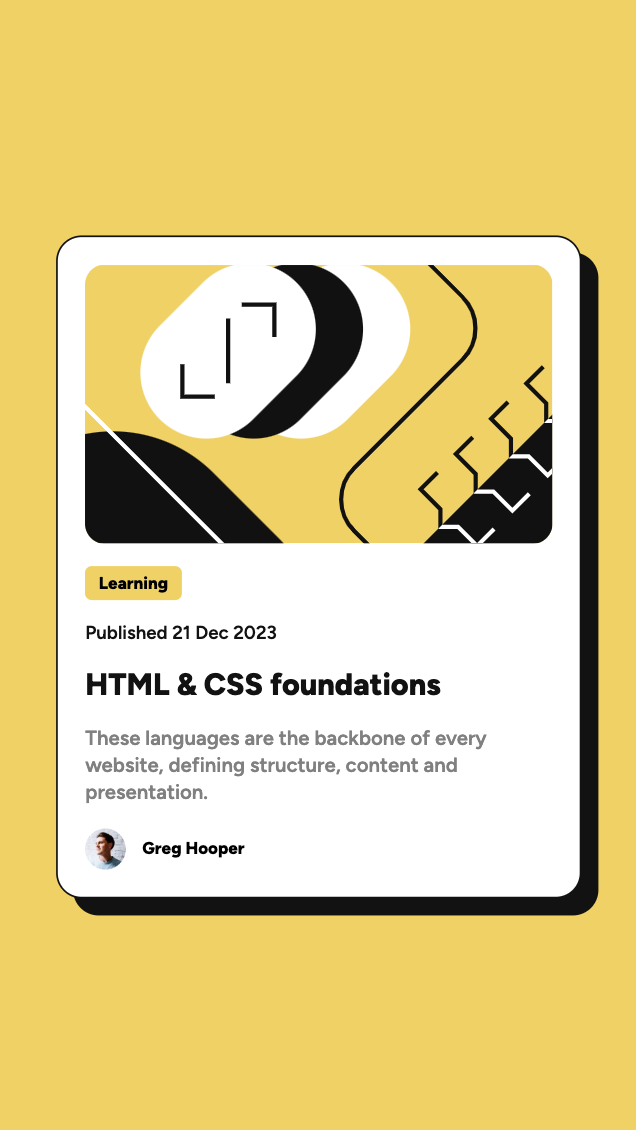 Learning
Published 21 Dec 2023
HTML & CSS foundations
These languages are the backbone of every
website, defining structure, content and
presentation.
Greg Hooper